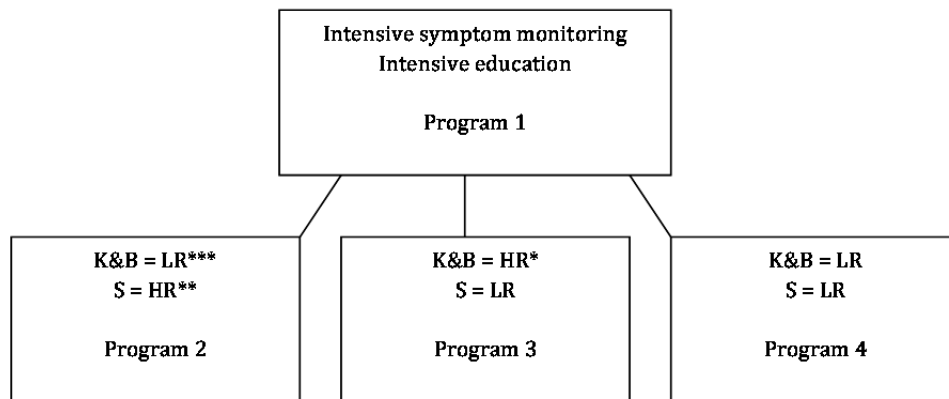 Intensive symptom monitoring
Intensive education
Program 1
K&B = LR***
S = HR**
Program 2
K&B = HR*
S = LR
Program 3
K&B = LR
S = LR
Program 4